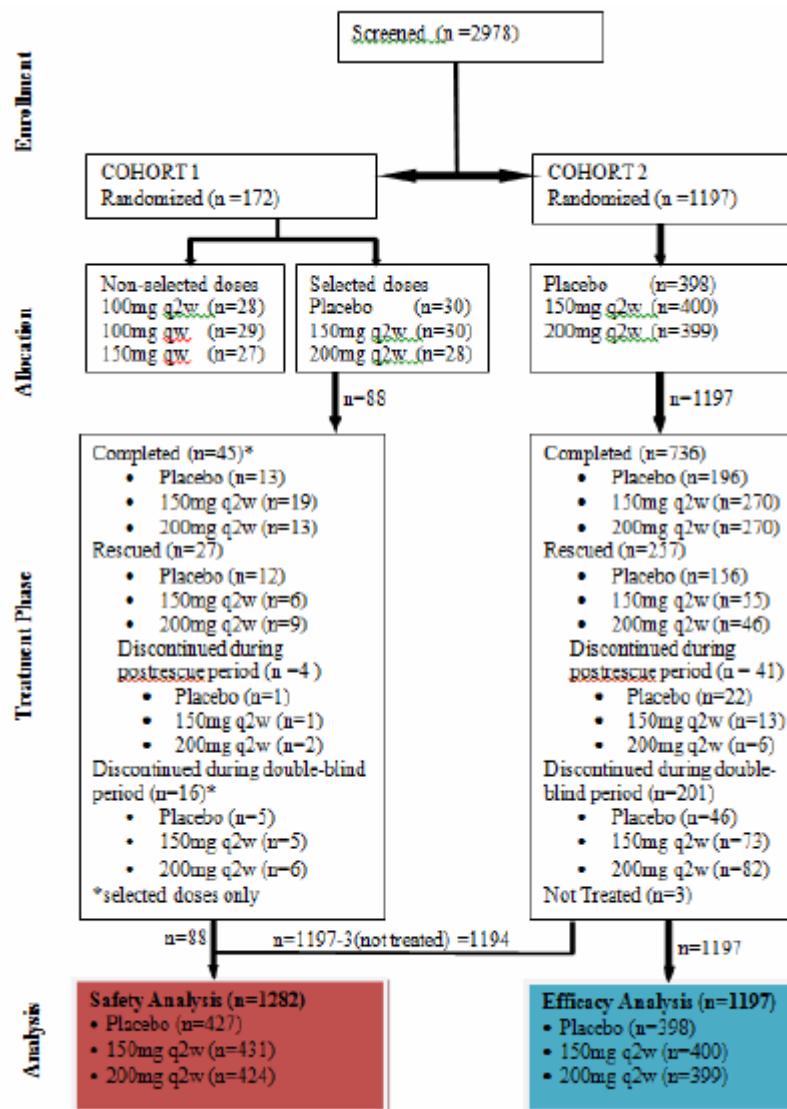 Enrollment
Screened (n =2978)
COHORT 1
Randomized (n =172)
COHORT 2
Randomized (n =1197)
Allocation
Non-selected doses
100mg q2w (n=28)
100mg qw (n=29)
150mg qw (n=27)
Selected doses
Placebo (n=30)
150mg q2w (n=30)
200mg q2w (n=28)
Placebo (n=398)
150mg q2w (n=400)
200mg q2w (n=399)
n=88
n=1197
Treatment Phase
Completed (n=45)*
• Placebo (n=13)
• 150mg q2w (n=19)
• 200mg q2w (n=13)
Rescued (n=27)
• Placebo (n=12)
• 150mg q2w (n=6)
• 200mg q2w (n=9)
Discontinued during
postrescue period (n =4 )
• Placebo (n=1)
• 150mg q2w (n=1)
• 200mg q2w (n=2)
Discontinued during double-blind
period (n=16)*
• Placebo (n=5)
• 150mg q2w (n=5)
• 200mg q2w (n=6)
*selected doses only
Completed (n=736)
• Placebo (n=196)
• 150mg q2w (n=270)
• 200mg q2w (n=270)
Rescued (n=257)
• Placebo (n=156)
• 150mg q2w (n=55)
• 200mg q2w (n=46)
Discontinued during
postrescue period (n = 41)
• Placebo (n=22)
• 150mg q2w (n=13)
• 200mg q2w (n=6)
Discontinued during double-
blind period (n=201)
• Placebo (n=46)
• 150mg q2w (n=73)
• 200mg q2w (n=82)
Not Treated (n=3)
n=88
n=1197-3(not treated) =1194
n=1197
Analysis
Safety Analysis (n=1282)
• Placebo (n=427)
• 150mg q2w (n=431)
• 200mg q2w (n=424)
Efficacy Analysis (n=1197)
• Placebo (n=398)
• 150mg q2w (n=400)
• 200mg q2w (n=399)